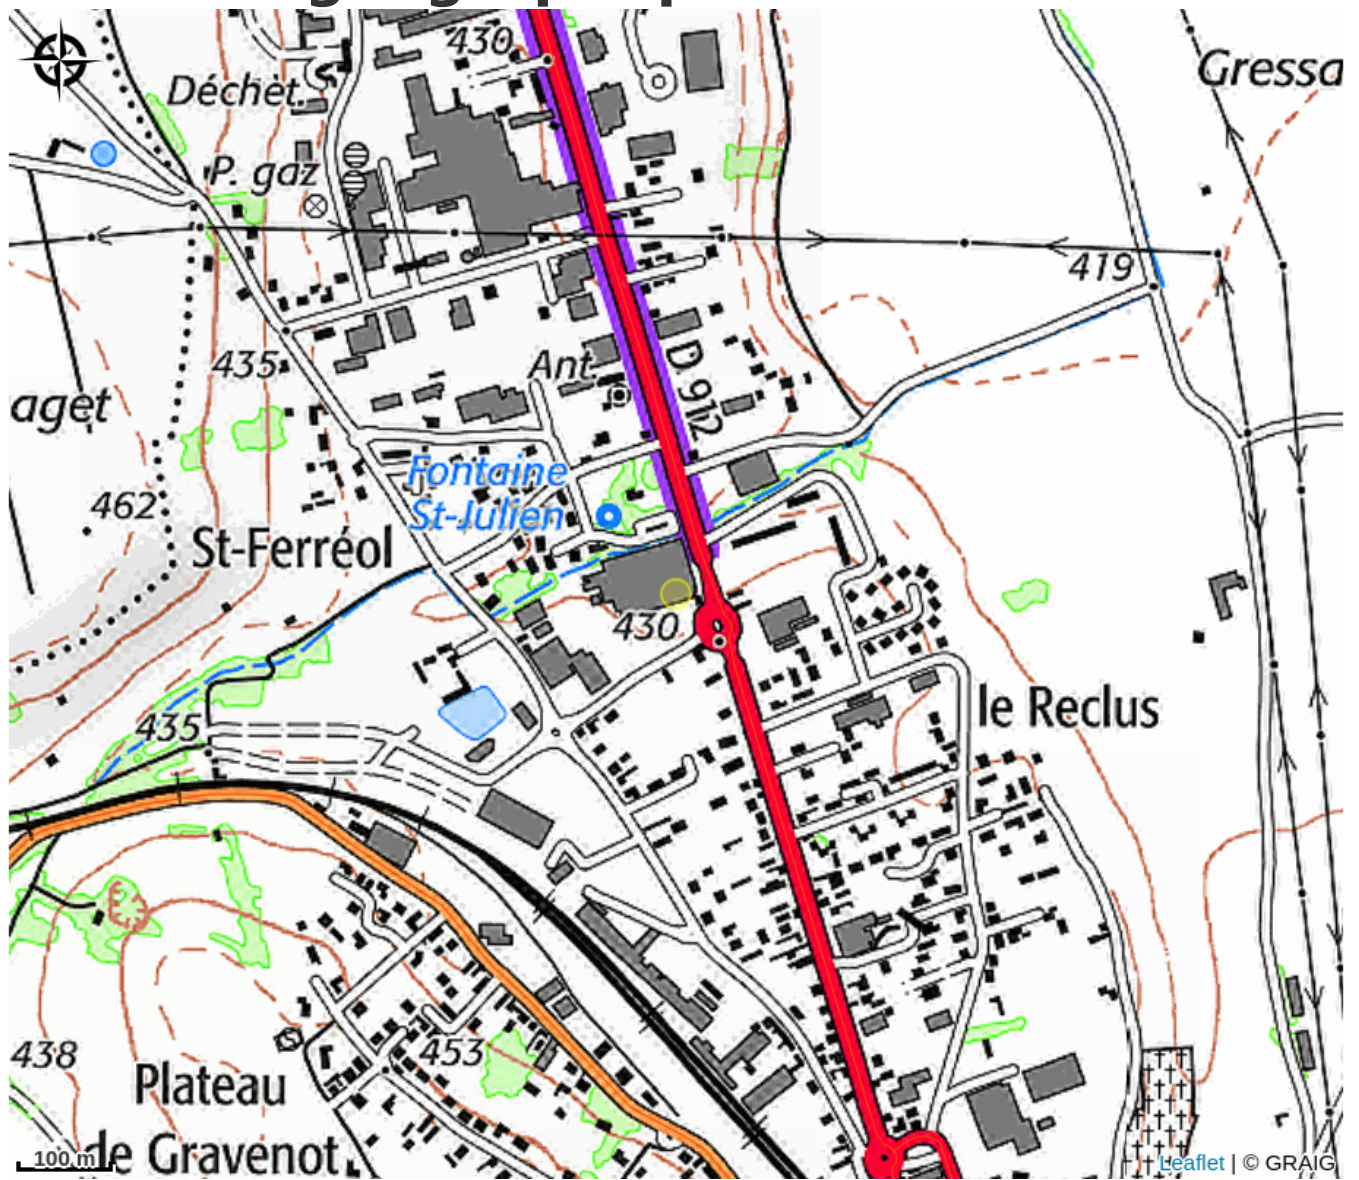 430
Gressa
Déchèt.
P. gaz
419
435
Ant.
D 912
aget
Fontaine
St-Julien
462
St-Ferréol
430
le Reclus
435
438
453
Plateau
de Gravenot
100 m
Leaflet | © GRAIG